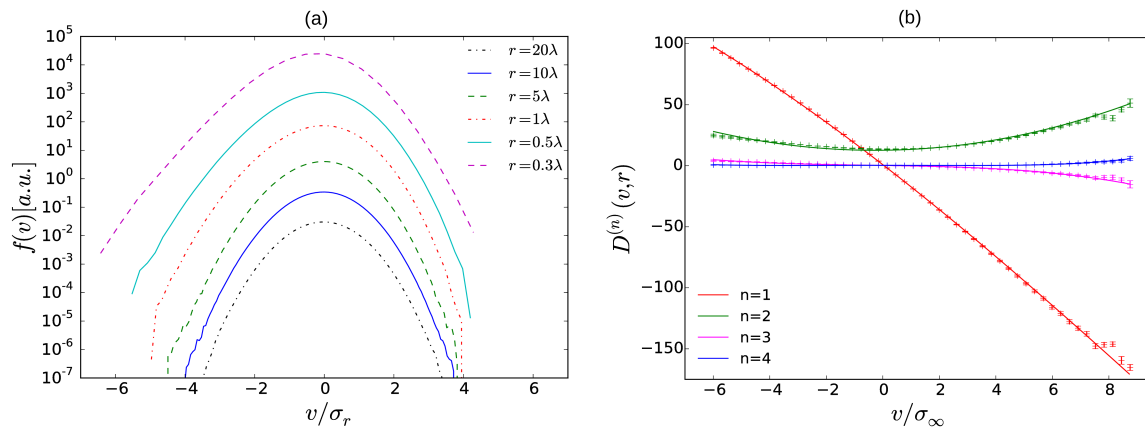 (a)
10^5
10^4
10^3
10^2
10^1
10^0
10^-1
10^-2
10^-3
10^-4
10^-5
10^-6
10^-7
f(v)[a.u.]
−6 −4 −2 0 2 4 6
v/σ_r
r=20λ
r=10λ
r=5λ
r=1λ
r=0.5λ
r=0.3λ
(b)
100
50
0
−50
−100
−150
D^(n)(v,r)
−6 −4 −2 0 2 4 6 8
v/σ_∞
n=1
n=2
n=3
n=4